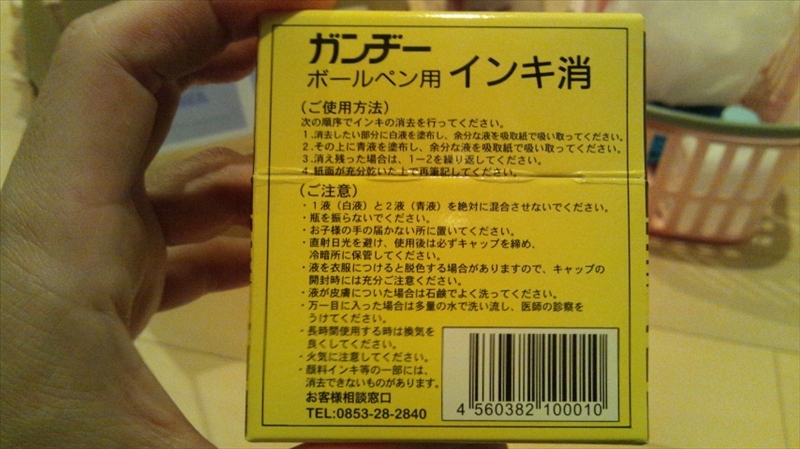 ガンヂー
ボールペン用 インキ消
(ご使用方法)
次の順序でインキの消去を行ってください。
1.消去したい部分に白液を塗布し、余分な液を吸取紙で吸い取ってください。
2.その上に青液を塗布し、余分な液を吸取紙で吸い取ってください。
3.消え残った場合は、1ー2を繰り返してください。
4.紙面が充分乾いた上で再筆記してください。
(ご注意)
・1液(白液)と2液(青液)を絶対に混合させないでください。
・瓶を振らないでください。
・お子様の手の届かない所に置いてください。
・直射日光を避け、使用後は必ずキャップを締め、
冷暗所に保管してください。
・液を衣服につけると脱色する場合がありますので、キャップの
開封時には充分ご注意ください。
・液が皮膚についた場合は石鹸でよく洗ってください。
・万一目に入った場合は多量の水で洗い流し、医師の診察を
うけてください。
・長時間使用する時は換気を
良くしてください。
・火気に注意してください。
・顔料インキ等の一部には、
消去できないものがあります。
お客様相談窓口
TEL:0853-28-2840
4 560382 100010